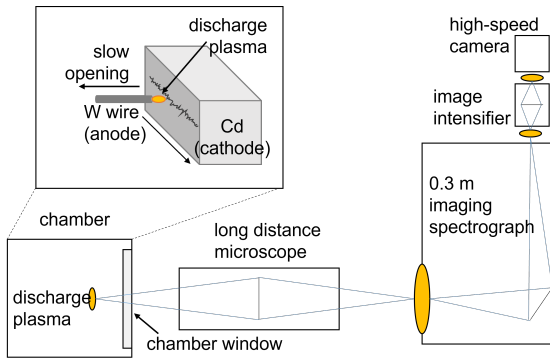 discharge
plasma
slow
opening
W wire
(anode)
Cd
(cathode)
high-speed
camera
image
intensifier
0.3 m
imaging
spectrograph
chamber
long distance
microscope
discharge
plasma
chamber window